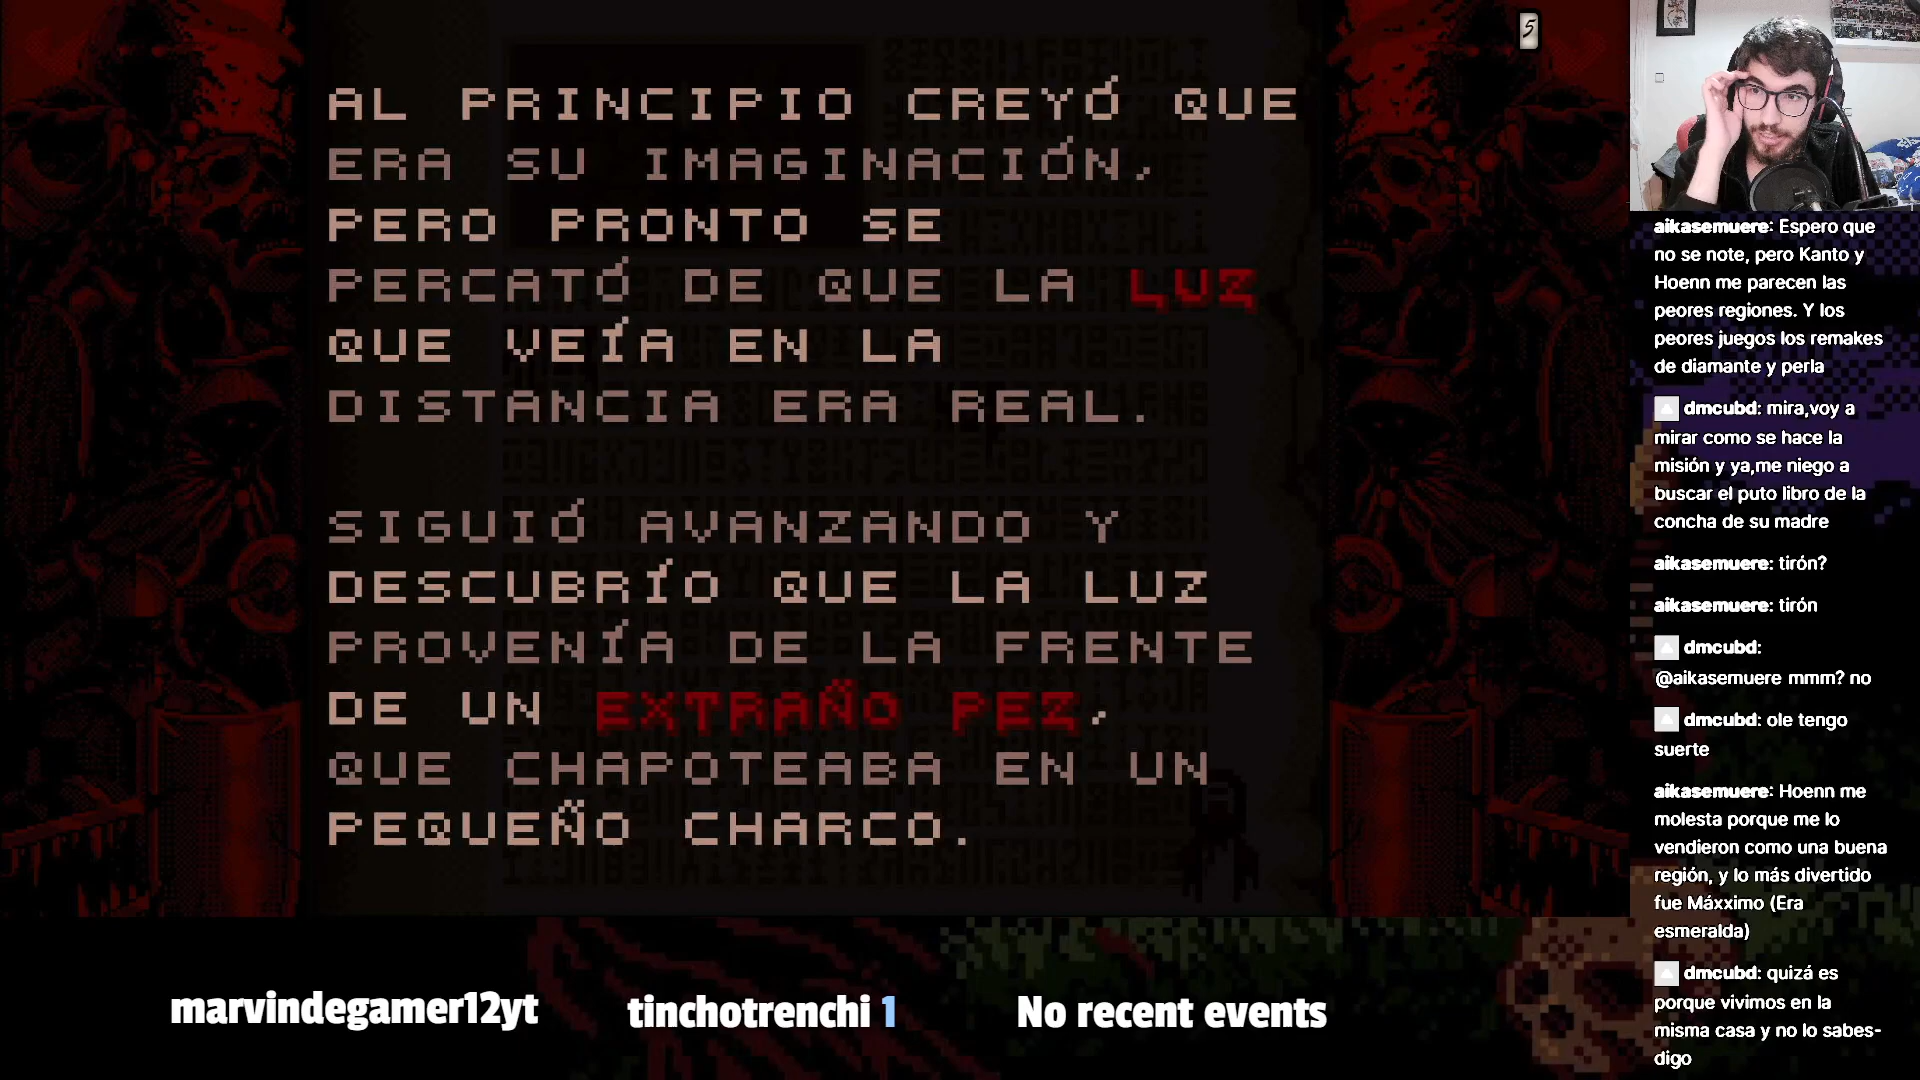 5
AL PRINCIPIO CREYÓ QUE
ERA SU IMAGINACIÓN,
PERO PRONTO SE
PERCATÓ DE QUE LA LUZ
QUE VEÍA EN LA
DISTANCIA ERA REAL.
SIGUIÓ AVANZANDO Y
DESCUBRÍO QUE LA LUZ
PROVENÍA DE LA FRENTE
DE UN EXTRAÑO PEZ,
QUE CHAPOTEABA EN UN
PEQUEÑO CHARCO.
aikasemuere: Espero que
no se note, pero Kanto y
Hoenn me parecen las
peores regiones. Y los
peores juegos los remakes
de diamante y perla
dmcubd: mira,voy a
mirar como se hace la
misión y ya,me niego a
buscar el puto libro de la
concha de su madre
aikasemuere: tirón?
aikasemuere: tirón
dmcubd:
@aikasemuere mmm? no
dmcubd: ole tengo
suerte
aikasemuere: Hoenn me
molesta porque me lo
vendieron como una buena
región, y lo más divertido
fue Máxximo (Era
esmeralda)
dmcubd: quizá es
porque vivimos en la
misma casa y no lo sabes-
digo
marvindegamer12yt
tinchotrenchi 1
No recent events